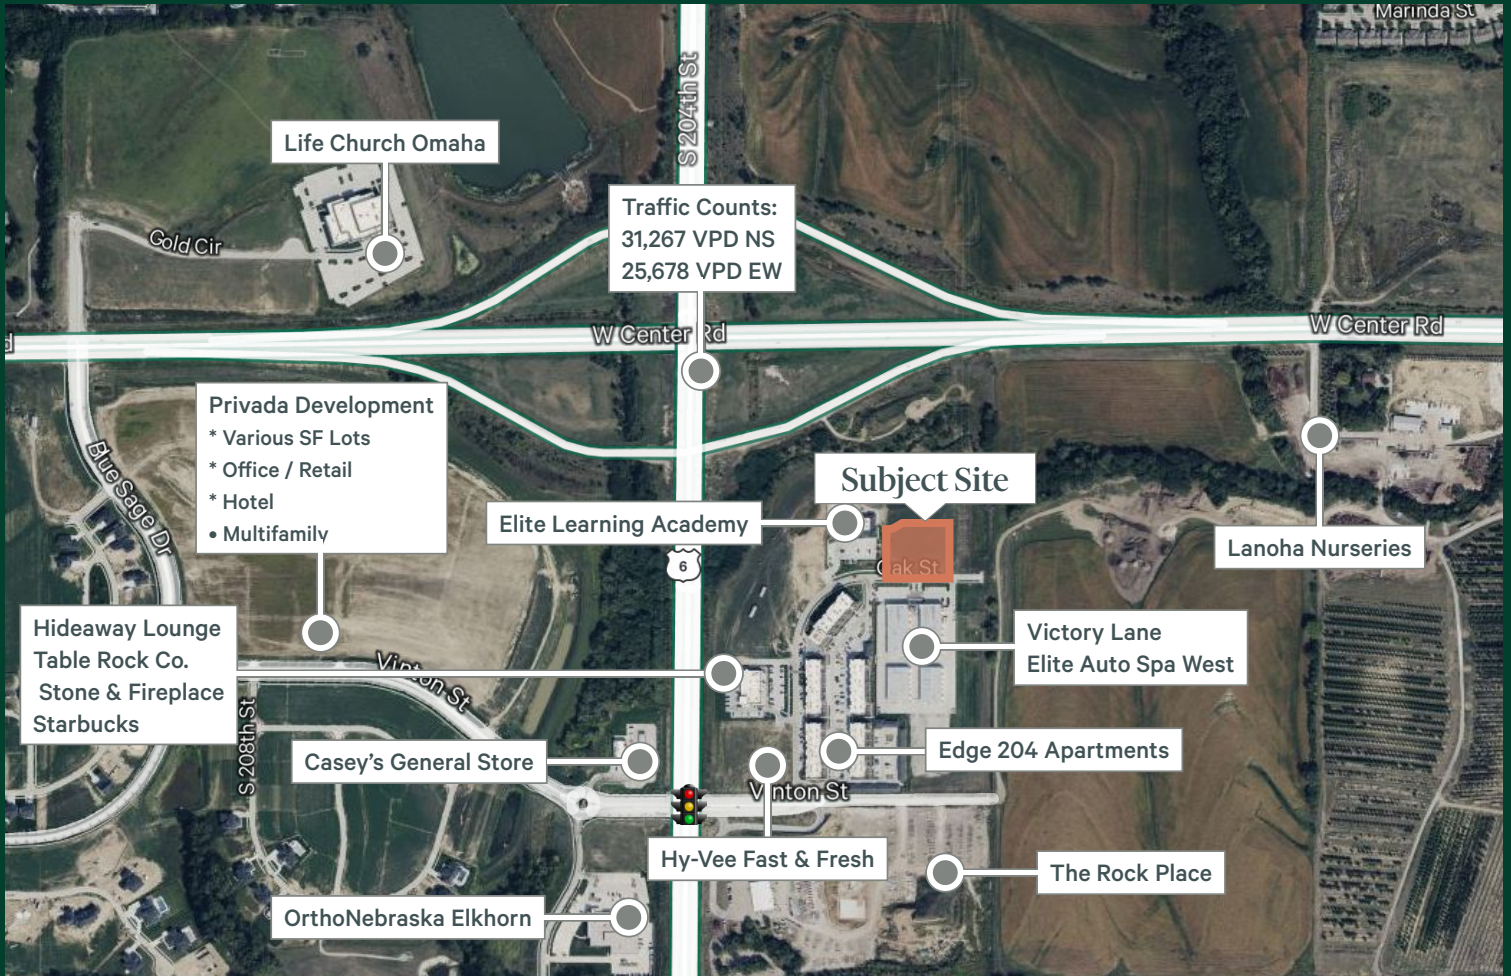 Marinda St
S 204th St
Life Church Omaha
Traffic Counts:
31,267 VPD NS
25,678 VPD EW
Gold Cir
W Center Rd
W Center Rd
d
Privada Development
* Various SF Lots
* Office / Retail
* Hotel
• Multifamily
Blue Sage Dr
Subject Site
Elite Learning Academy
Lanoha Nurseries
6
Oak St
Hideaway Lounge
Table Rock Co.
Stone & Fireplace
Starbucks
Victory Lane
Elite Auto Spa West
Vinton St
S 208th St
Casey's General Store
Edge 204 Apartments
Vinton St
Hy-Vee Fast & Fresh
The Rock Place
OrthoNebraska Elkhorn